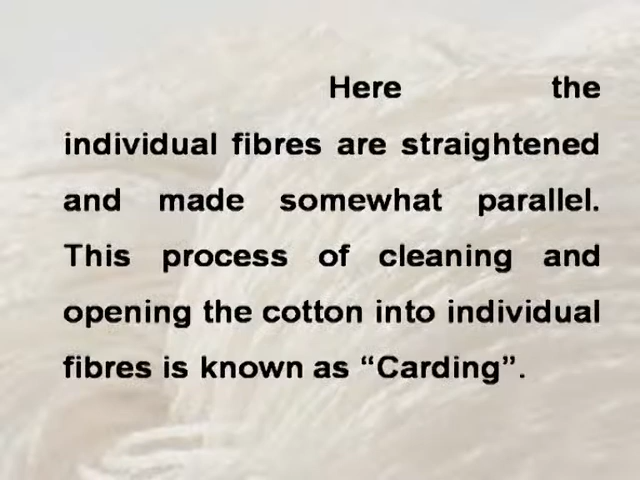 Here the
individual fibres are straightened
and made somewhat parallel.
This process of cleaning and
opening the cotton into individual
fibres is known as “Carding”.